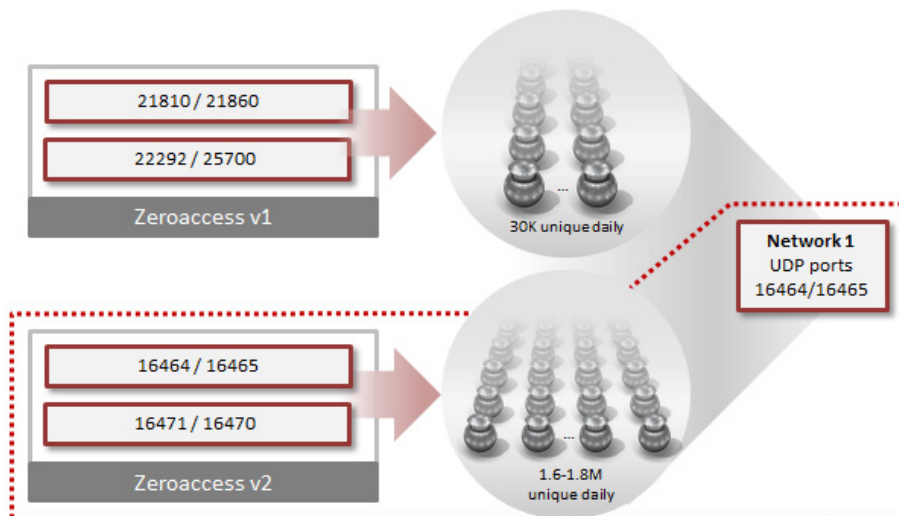 21810 / 21860
22292 / 25700
Zeroaccess v1
...
30K unique daily
Network 1
UDP ports
16464/16465
16464 / 16465
16471 / 16470
Zeroaccess v2
...
1.6-1.8M
unique daily